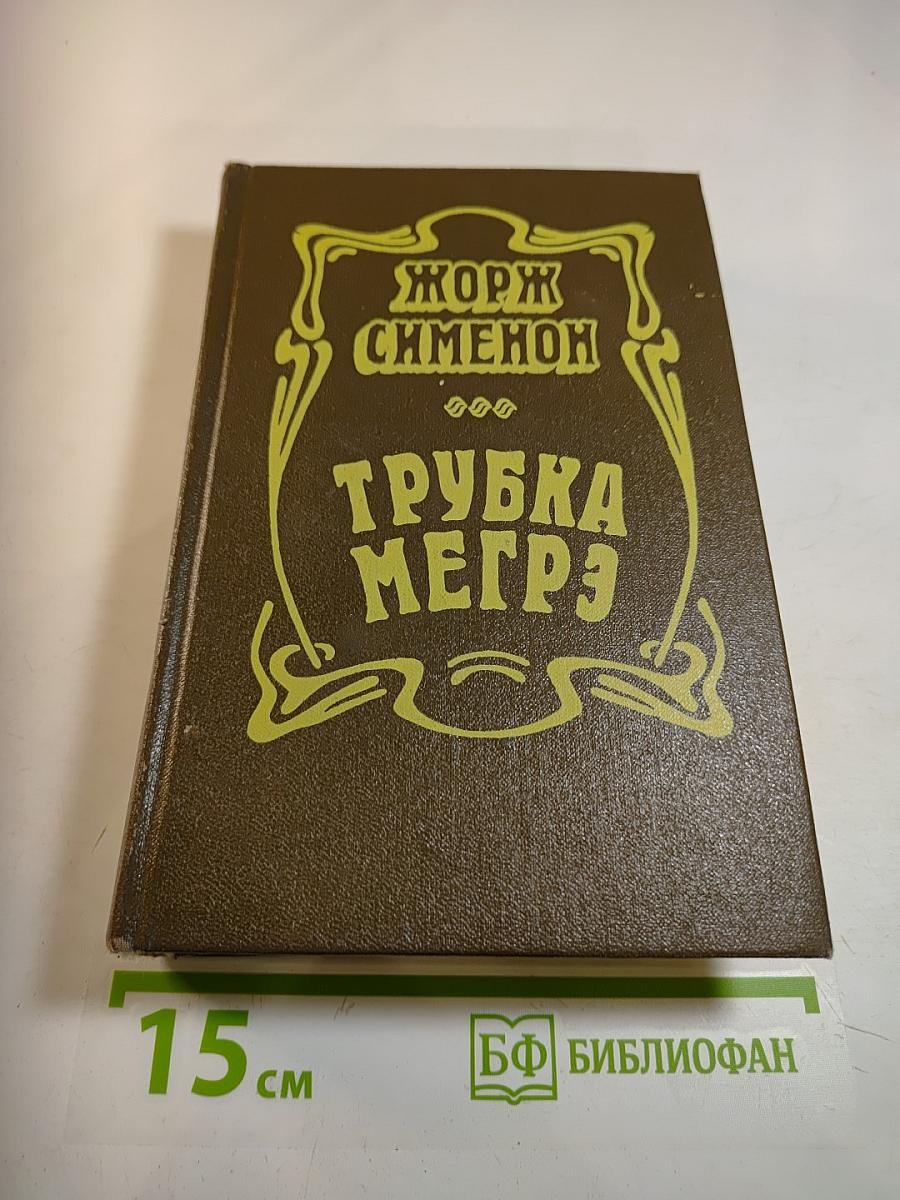 ЖОРЖ
СИМЕНОН
ТРУБКА
МЕГРЭ
15 см
БФ БИБЛИОФАН